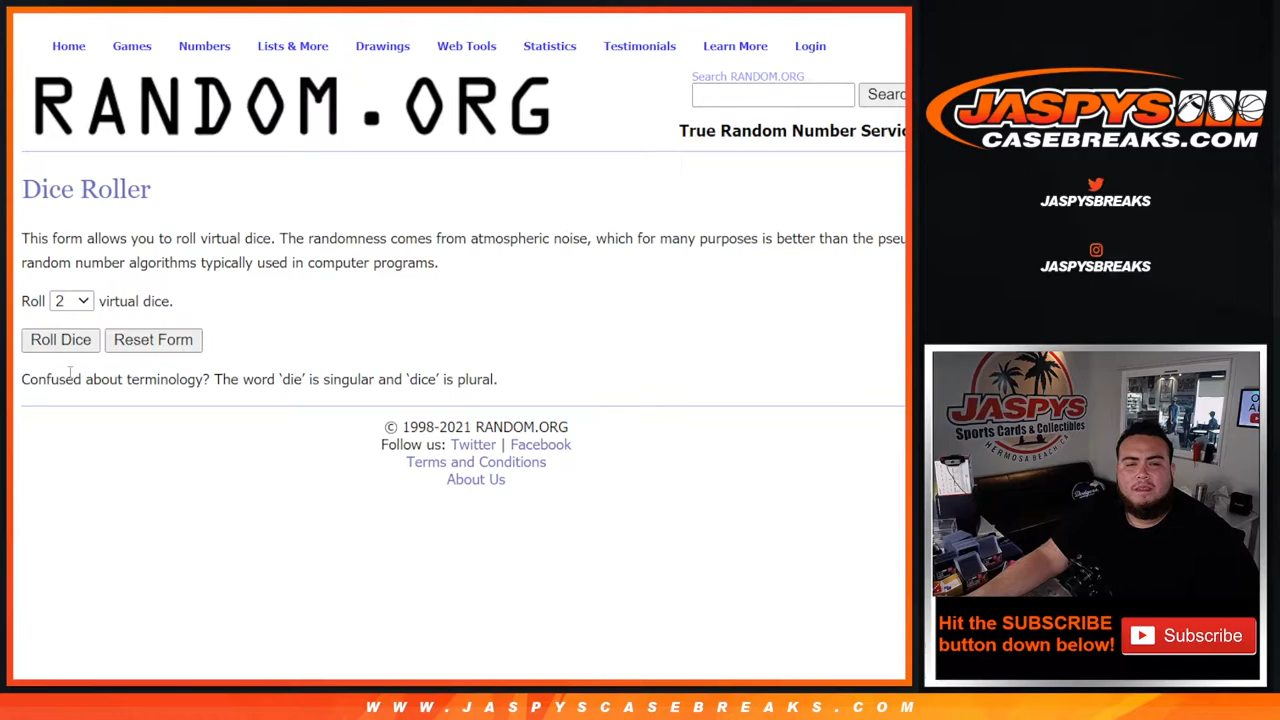 Home Games Numbers Lists & More Drawings Web Tools Statistics Testimonials Learn More Login
RANDOM.ORG
Search RANDOM.ORG
Searc
True Random Number Servic
Dice Roller
This form allows you to roll virtual dice. The randomness comes from atmospheric noise, which for many purposes is better than the pseu
random number algorithms typically used in computer programs.
Roll 2 virtual dice.
Roll Dice Reset Form
Confused about terminology? The word ‘die’ is singular and ‘dice’ is plural.
© 1998-2021 RANDOM.ORG
Follow us: Twitter | Facebook
Terms and Conditions
About Us
JASPYS
CASEBREAKS.COM
JASPYSBREAKS
JASPYSBREAKS
JASPYS
Sports Cards & Collectibles
HERMOSA BEACH, CA
Dodgers
Hit the SUBSCRIBE
button down below!
Subscribe
WWW.JASPYSCASEBREAKS.COM